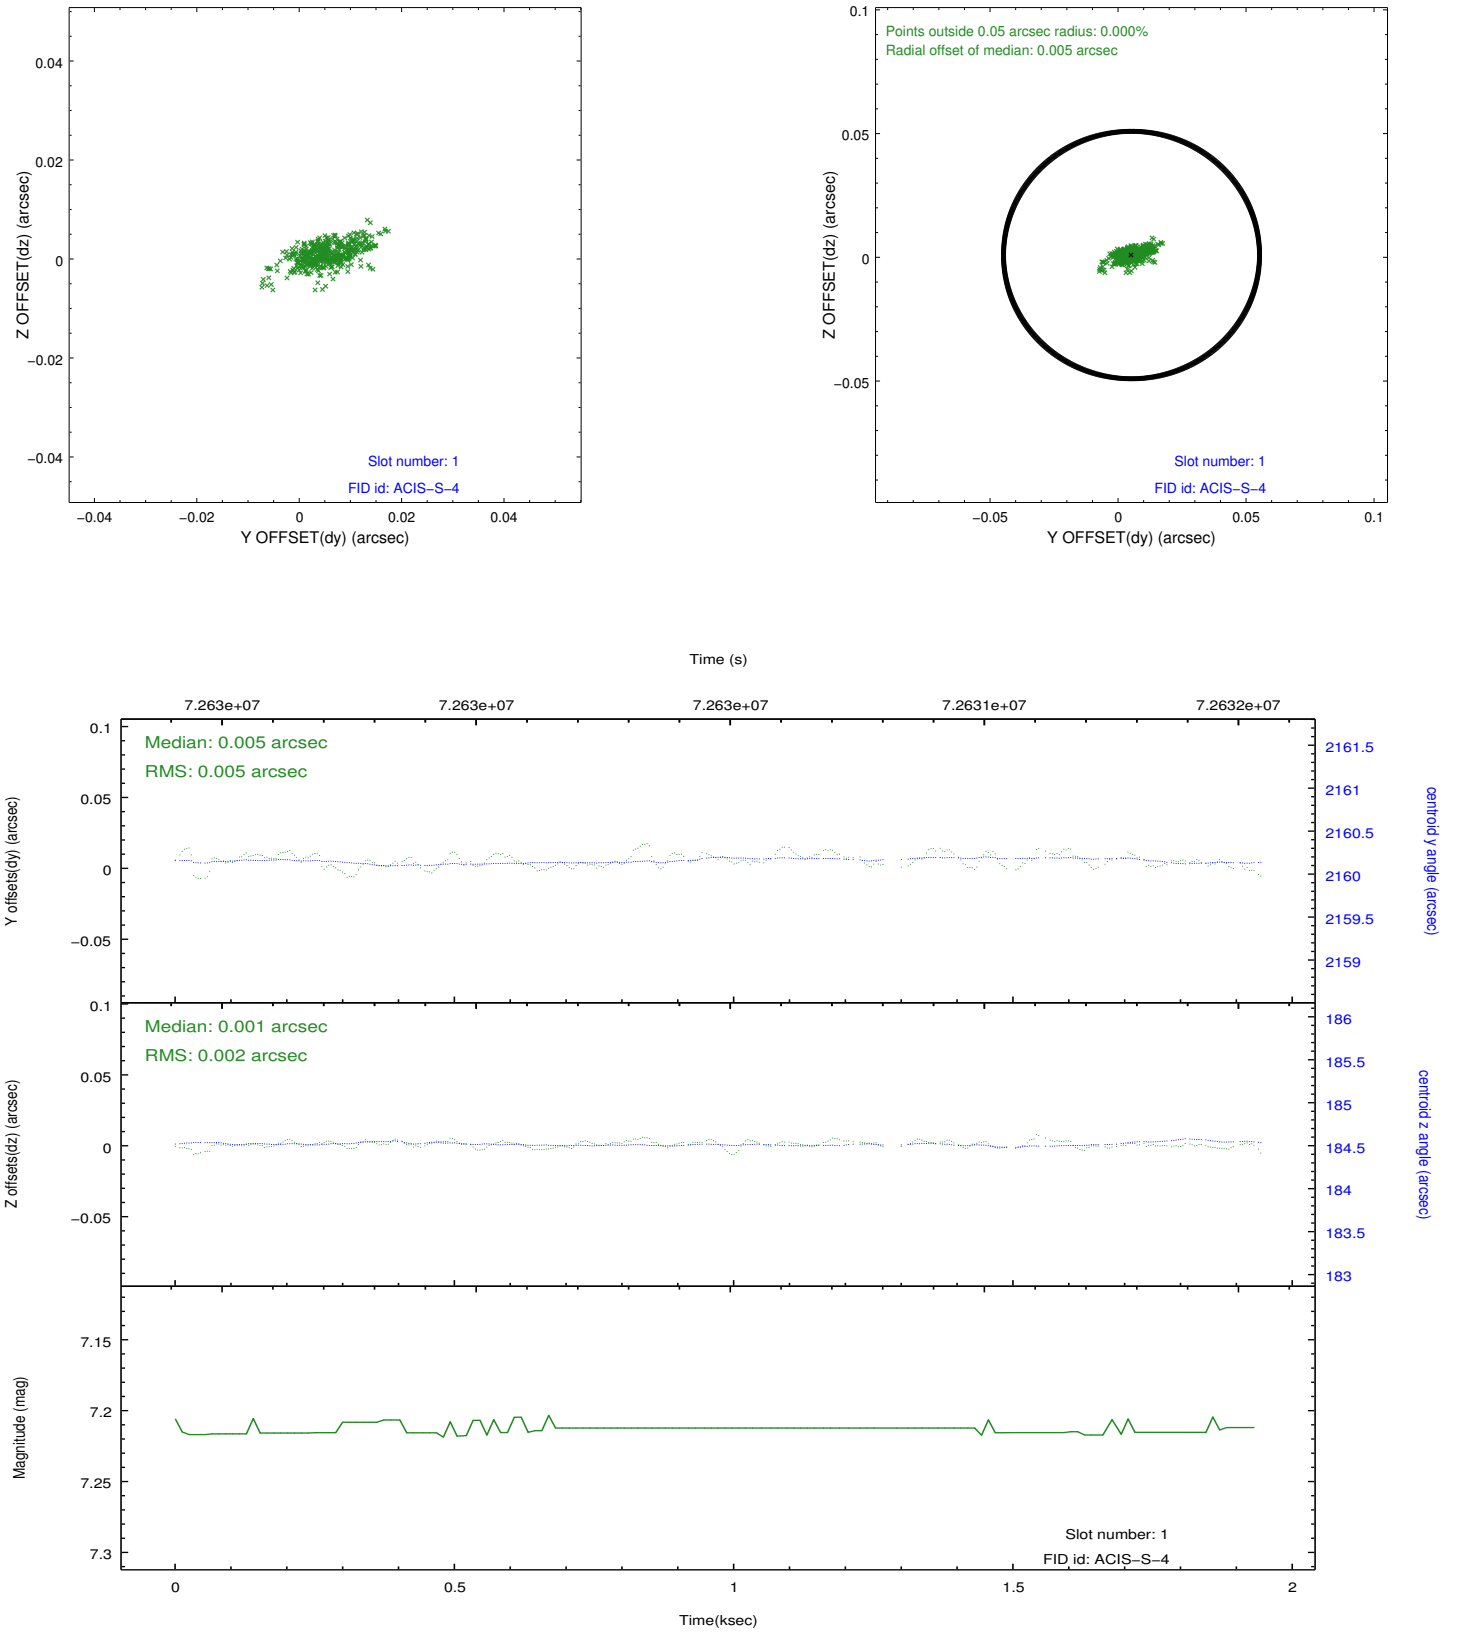 0.04
0.02
0
−0.02
−0.04
Z OFFSET(dz) (arcsec)
Slot number: 1
FID id: ACIS−S−4
−0.04 −0.02 0 0.02 0.04
Y OFFSET(dy) (arcsec)
0.1
0.05
0
−0.05
Z OFFSET(dz) (arcsec)
Points outside 0.05 arcsec radius: 0.000%
Radial offset of median: 0.005 arcsec
Slot number: 1
FID id: ACIS−S−4
−0.05 0 0.05 0.1
Y OFFSET(dy) (arcsec)
Time (s)
7.263e+07 7.263e+07 7.263e+07 7.2631e+07 7.2632e+07
0.1
0.05
0
−0.05
Y offsets(dy) (arcsec)
Median: 0.005 arcsec
RMS: 0.005 arcsec
2161.5
2161
2160.5
2160
2159.5
2159
centroid y angle (arcsec)
0.1
0.05
0
−0.05
Z offsets(dz) (arcsec)
Median: 0.001 arcsec
RMS: 0.002 arcsec
186
185.5
185
184.5
184
183.5
183
centroid z angle (arcsec)
7.15
7.2
7.25
7.3
Magnitude (mag)
Slot number: 1
FID id: ACIS−S−4
0 0.5 1 1.5 2
Time(ksec)